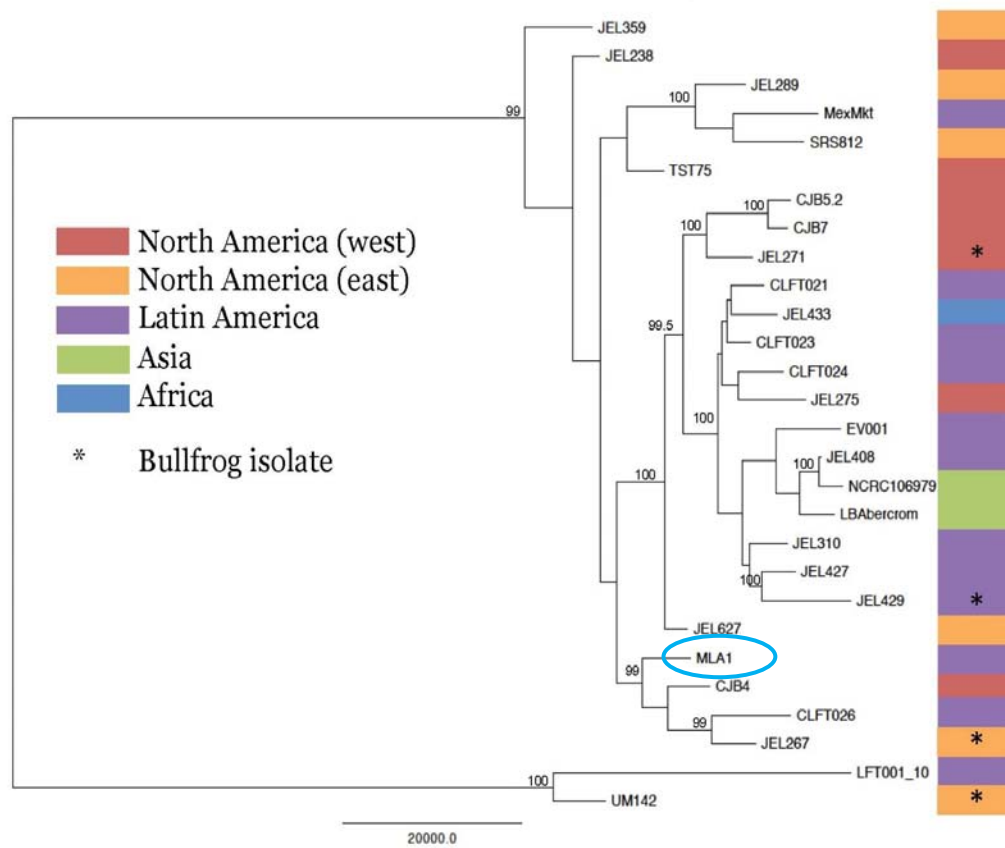 JEL359
JEL238
100 JEL289
99 MexMkt
SRS812
TST75
100 CJB5.2
North America (west) 100 CJB7
JEL271 *
North America (east) CLFT021
Latin America JEL433
99.5 CLFT023
Asia CLFT024
Africa JEL275
100 EV001
* Bullfrog isolate 100 JEL408
100 NCRC106979
LBAbercrom
JEL310
100 JEL427
JEL429 *
JEL627
99 MLA1
CJB4
99 CLFT026
JEL267 *
100 LFT001_10
UM142 *
20000.0